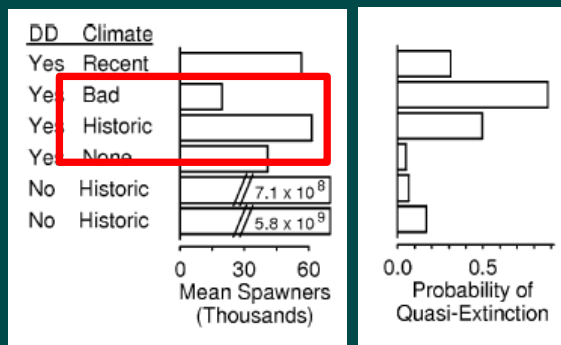 DD Climate
Yes Recent
Yes Bad
Yes Historic
Yes None
No Historic 7.1 x 10⁸
No Historic 5.8 x 10⁹
0 30 60
Mean Spawners
(Thousands)
0.0 0.5
Probability of
Quasi-Extinction